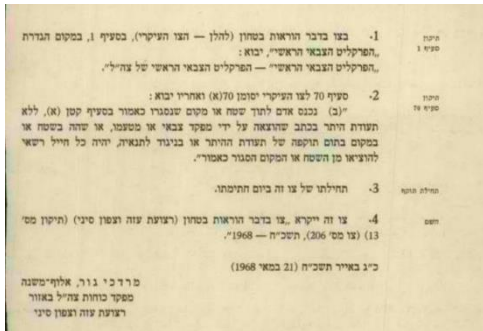 תיקון סעיף 1
1. בצו בדבר הוראות בטחון (להלן — הצו העיקרי), בסעיף 1, במקום הגדרת
„הפרקליט הצבאי הראשי”, יבוא:
„הפרקליט הצבאי הראשי” — הפרקליט הצבאי הראשי של צה״ל”.
תיקון סעיף 70
2. סעיף 70 לצו העיקרי יסומן 70(א) ואחריו יבוא:
”(ב) נכנס אדם לתוך שטח או מקום שנסגרו כאמור בסעיף קטן (א), ללא
תעודת היתר בכתב שהוצאה על ידי מפקד צבאי או מטעמו, או שהה בשטח או
במקום בתום תוקפה של תעודת ההיתר או בניגוד לתנאיה, יהיה כל חייל רשאי
להוציאו מן השטח או המקום הסגור כאמור”.
תחילת תוקף
3. תחילתו של צו זה ביום חתימתו.
השם
4. צו זה ייקרא „צו בדבר הוראות בטחון (רצועת עזה וצפון סיני) (תיקון מס׳
13) (צו מס׳ 206), תשכ״ח — 1968”.
כ״ג באייר תשכ״ח (21 במאי 1968)
מרדכי גור, אלוף־משנה
מפקד כוחות צה״ל באזור
רצועת עזה וצפון סיני